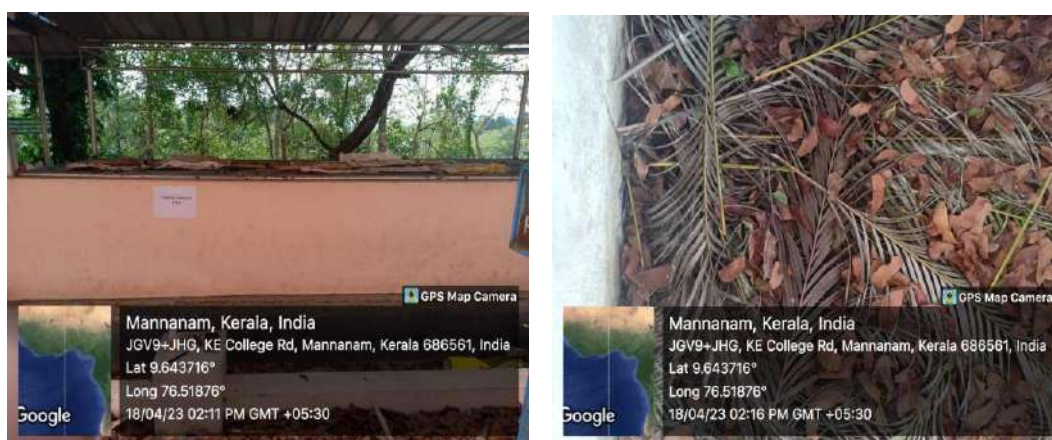 GPS Map Camera
Mannanam, Kerala, India
JGV9+JHG, KE College Rd, Mannanam, Kerala 686561, India
Lat 9.643716°
Long 76.51876°
18/04/23 02:11 PM GMT +05:30
Google
GPS Map Camera
Mannanam, Kerala, India
JGV9+JHG, KE College Rd, Mannanam, Kerala 686561, India
Lat 9.643716°
Long 76.51876°
18/04/23 02:16 PM GMT +05:30
Google